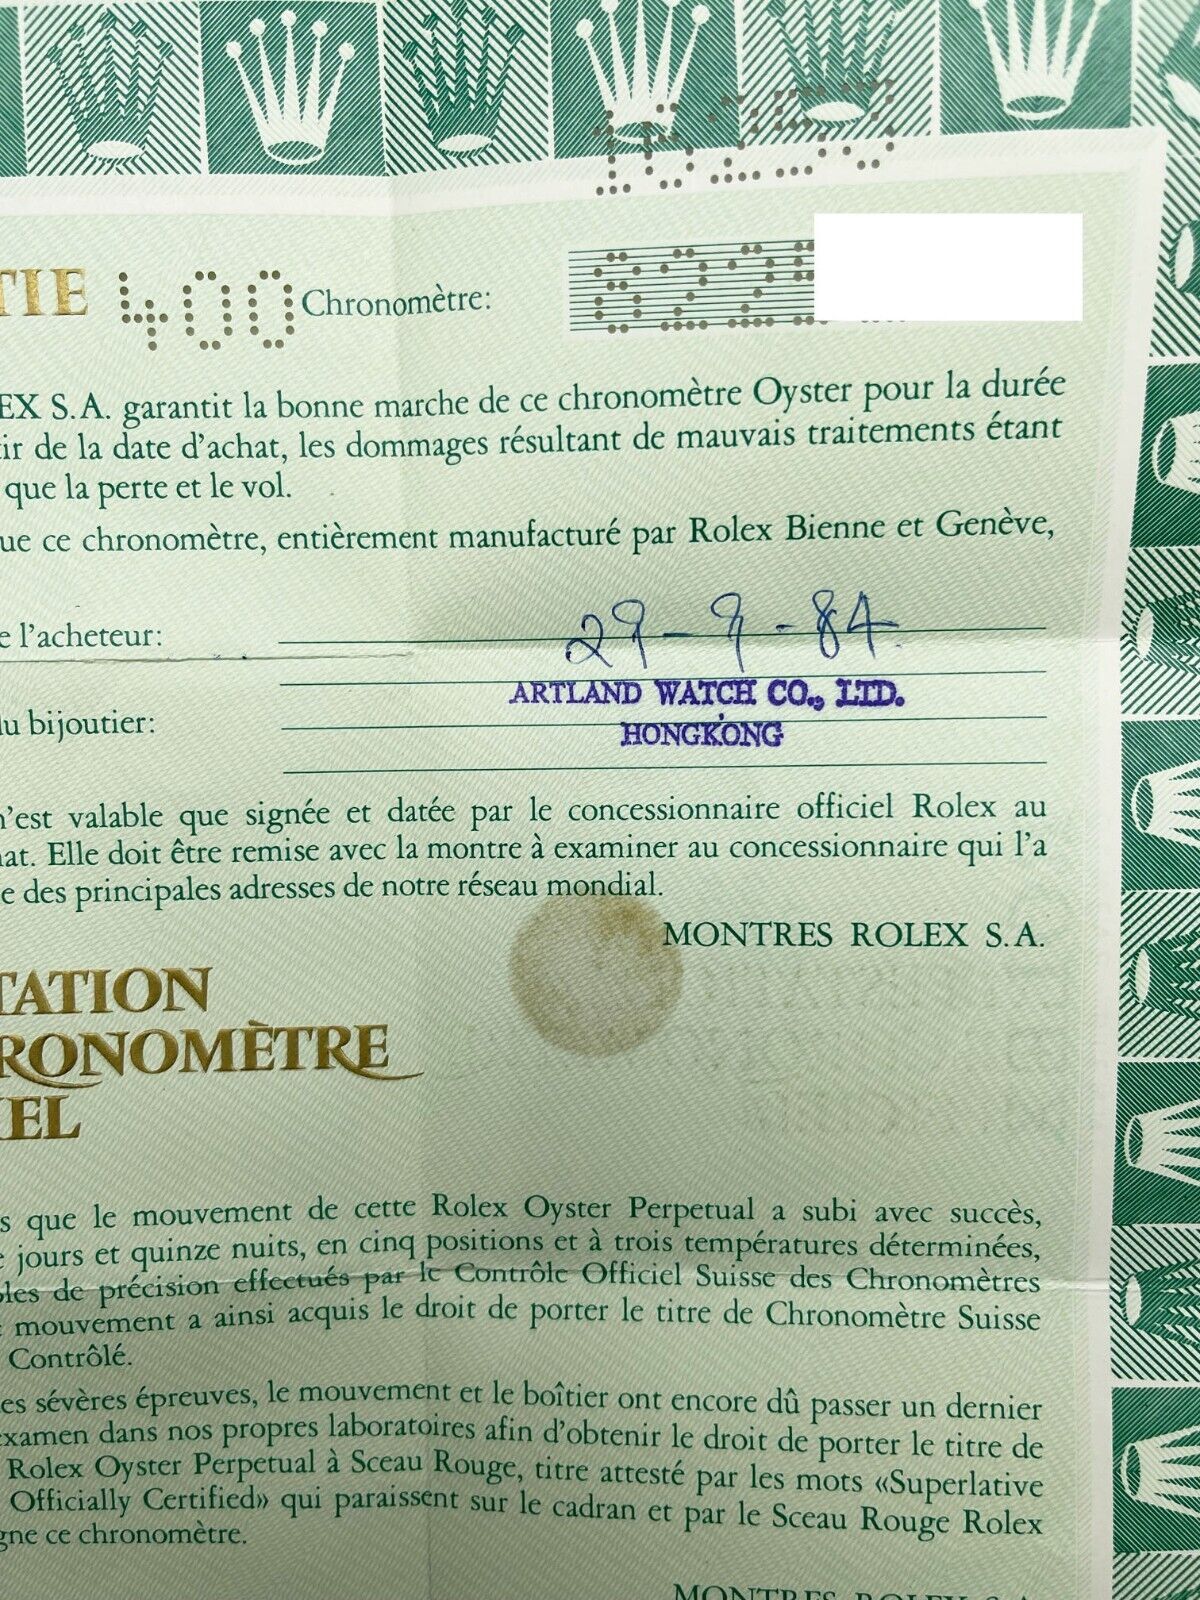 TIE 400 Chronomètre:
EX S.A. garantit la bonne marche de ce chronomètre Oyster pour la durée
tir de la date d'achat, les dommages résultant de mauvais traitements étant
que la perte et le vol.
ue ce chronomètre, entièrement manufacturé par Rolex Bienne et Genève,
e l'acheteur: 29-9-84
ARTLAND WATCH CO., LTD.
du bijoutier: HONGKONG
n'est valable que signée et datée par le concessionnaire officiel Rolex au
hat. Elle doit être remise avec la montre à examiner au concessionnaire qui l'a
e des principales adresses de notre réseau mondial.
MONTRES ROLEX S.A.
TATION
RONOMÈTRE
IEL
s que le mouvement de cette Rolex Oyster Perpetual a subi avec succès,
e jours et quinze nuits, en cinq positions et à trois températures déterminées,
bles de précision effectués par le Contrôle Officiel Suisse des Chronomètres
mouvement a ainsi acquis le droit de porter le titre de Chronomètre Suisse
Contrôlé.
es sévères épreuves, le mouvement et le boîtier ont encore dû passer un dernier
examen dans nos propres laboratoires afin d'obtenir le droit de porter le titre de
Rolex Oyster Perpetual à Sceau Rouge, titre attesté par les mots «Superlative
Officially Certified» qui paraissent sur le cadran et par le Sceau Rouge Rolex
gne ce chronomètre.
MONTRES ROLEX S.A.